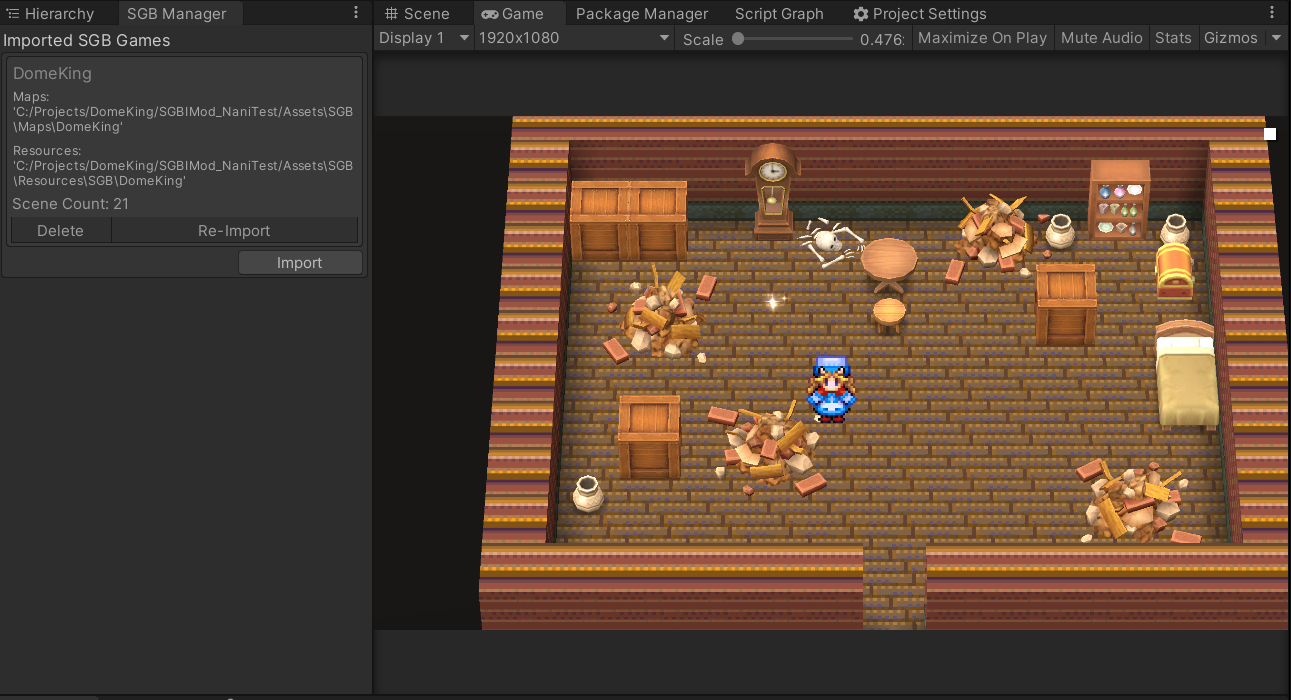 Hierarchy
SGB Manager
Scene
Game
Package Manager
Script Graph
Project Settings
Imported SGB Games
Display 1
1920x1080
Scale
0.476:
Maximize On Play
Mute Audio
Stats
Gizmos
DomeKing
Maps:
'C:/Projects/DomeKing/SGBIMod_NaniTest/Assets\SGB
\Maps\DomeKing'
Resources:
'C:/Projects/DomeKing/SGBIMod_NaniTest/Assets\SGB
\Resources\SGB\DomeKing'
Scene Count: 21
Delete
Re-Import
Import